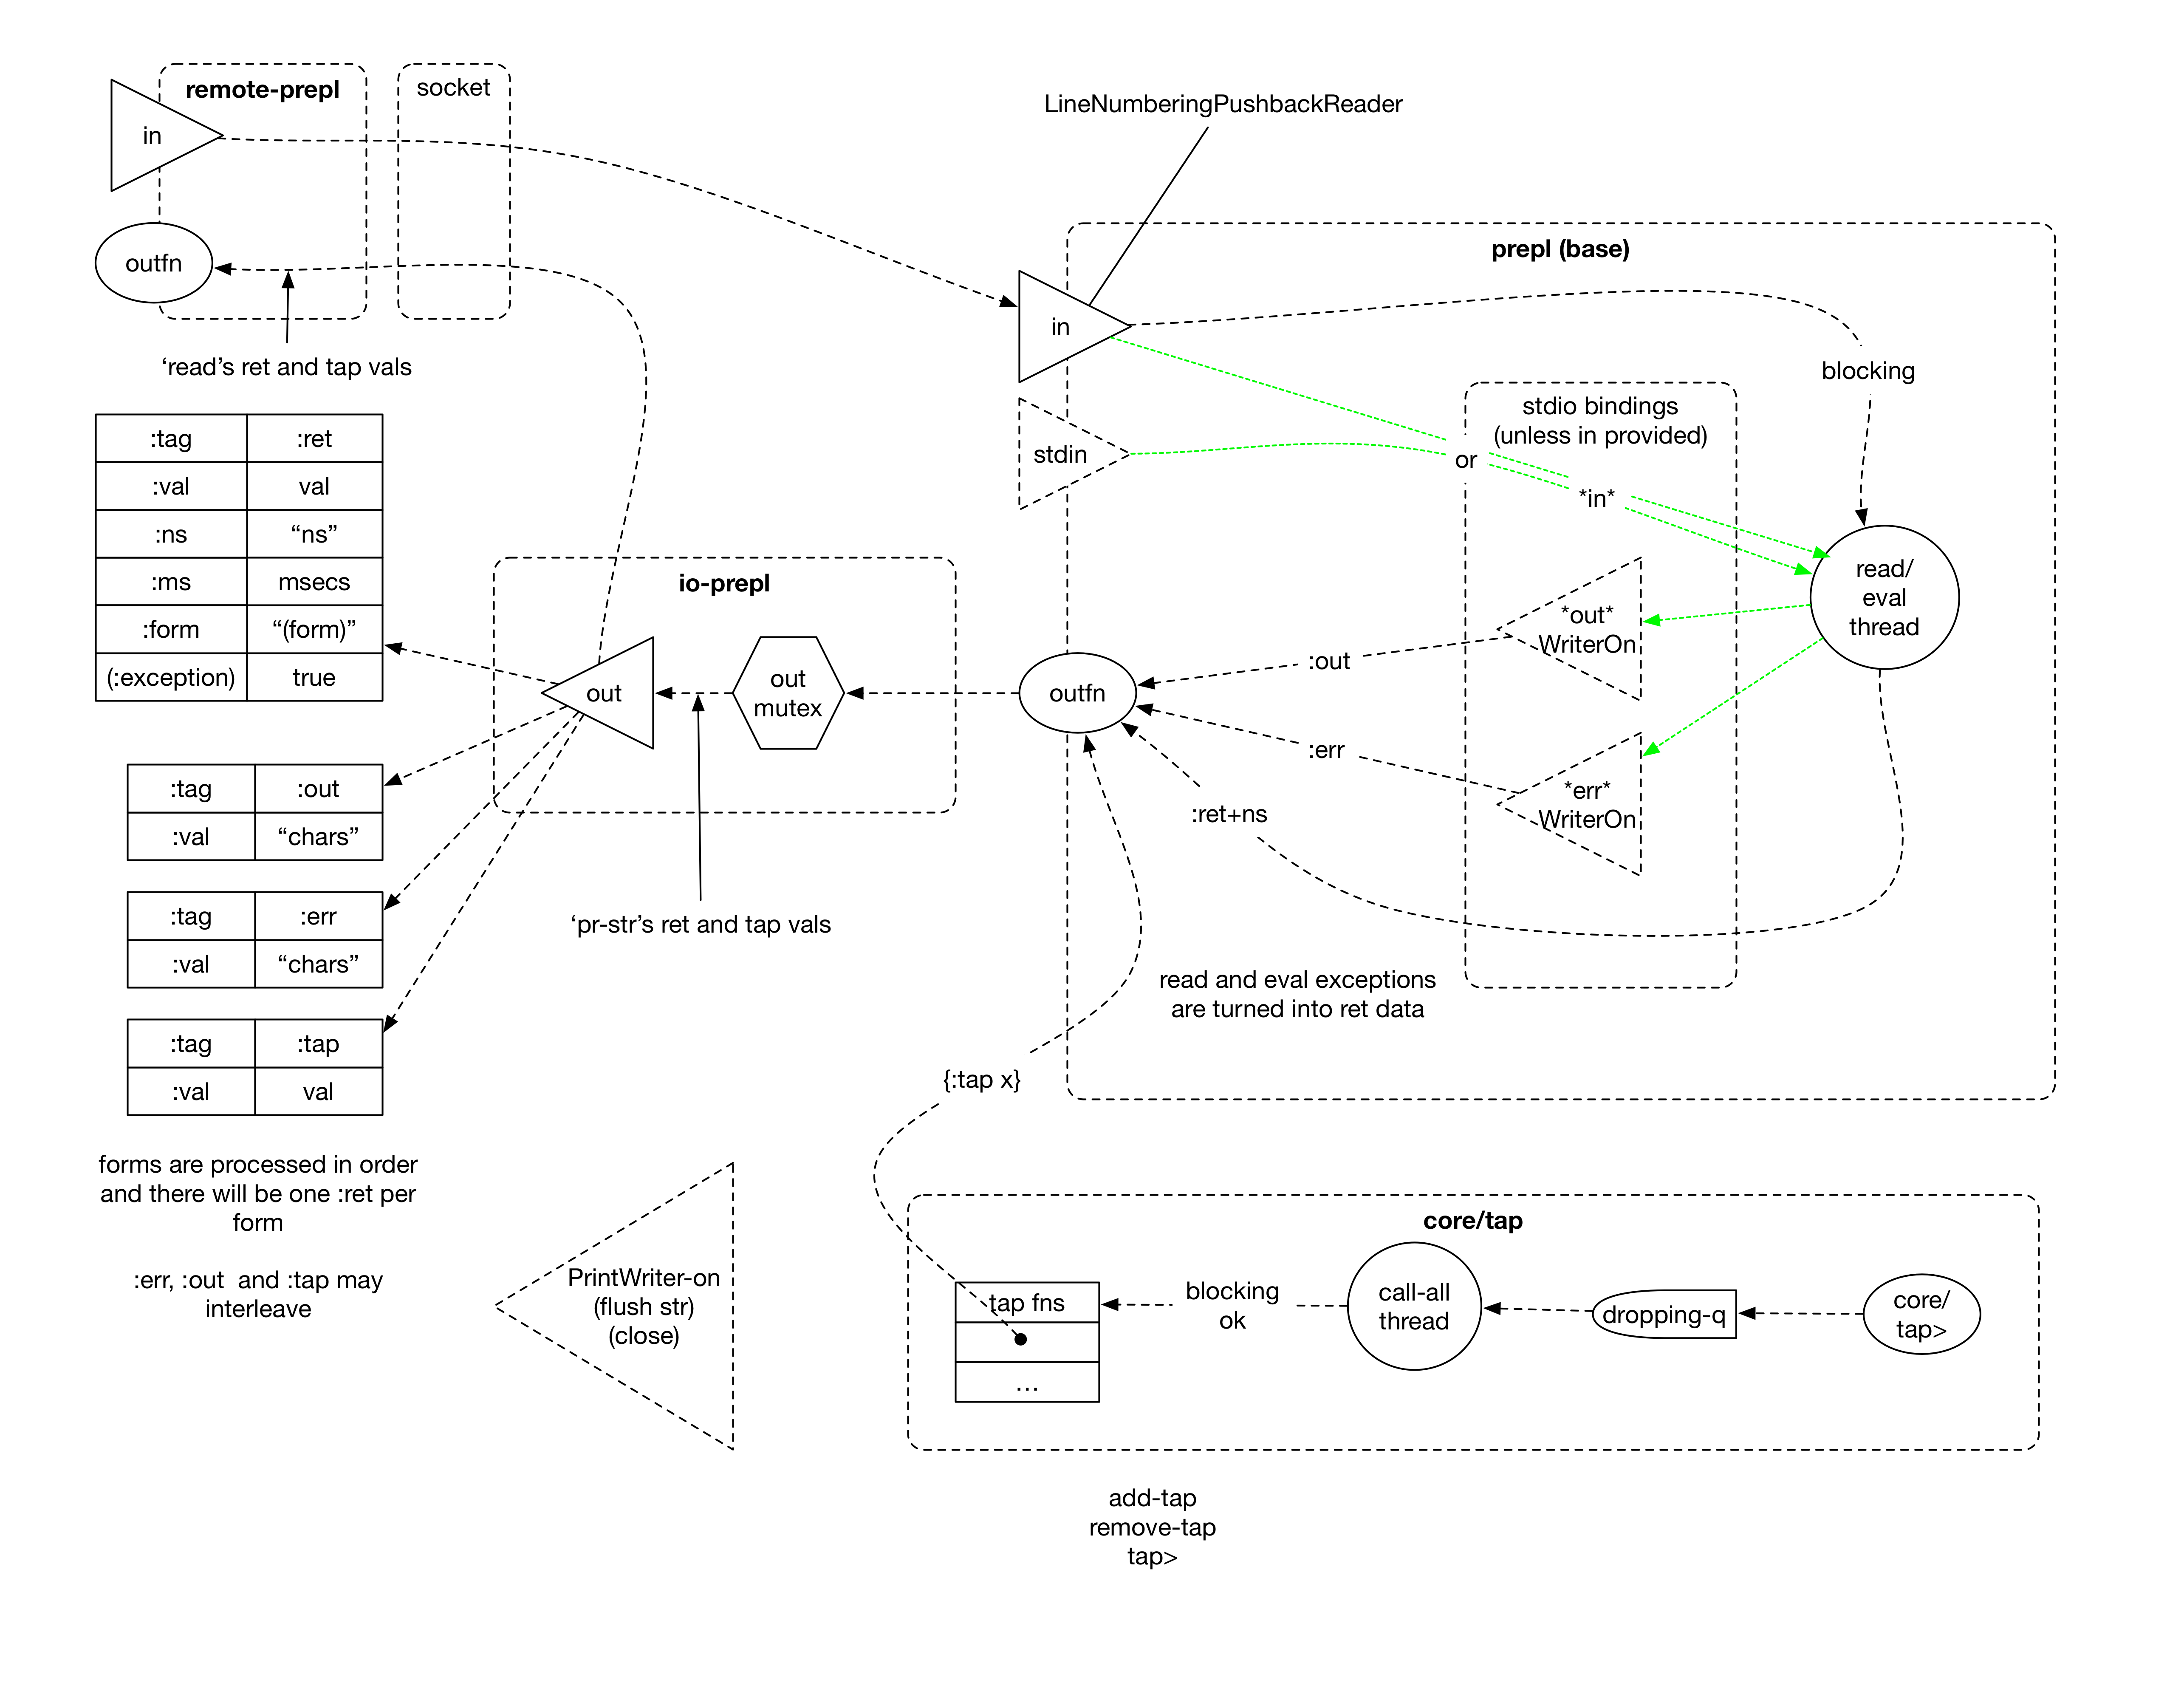 remote-prepl
socket
in
outfn
‘read’s ret and tap vals
LineNumberingPushbackReader
prepl (base)
in
stdin
blocking
stdio bindings
(unless in provided)
or
*in*
read/
eval
thread
*out*
WriterOn
*err*
WriterOn
:out
:err
:ret+ns
outfn
read and eval exceptions
are turned into ret data
io-prepl
out
out
mutex
‘pr-str’s ret and tap vals
:tag :ret
:val val
:ns “ns”
:ms msecs
:form “(form)”
(:exception) true
:tag :out
:val “chars”
:tag :err
:val “chars”
:tag :tap
:val val
forms are processed in order
and there will be one :ret per
form
:err, :out  and :tap may
interleave
PrintWriter-on
(flush str)
(close)
{:tap x}
core/tap
tap fns
...
blocking
ok
call-all
thread
dropping-q
core/
tap>
add-tap
remove-tap
tap>